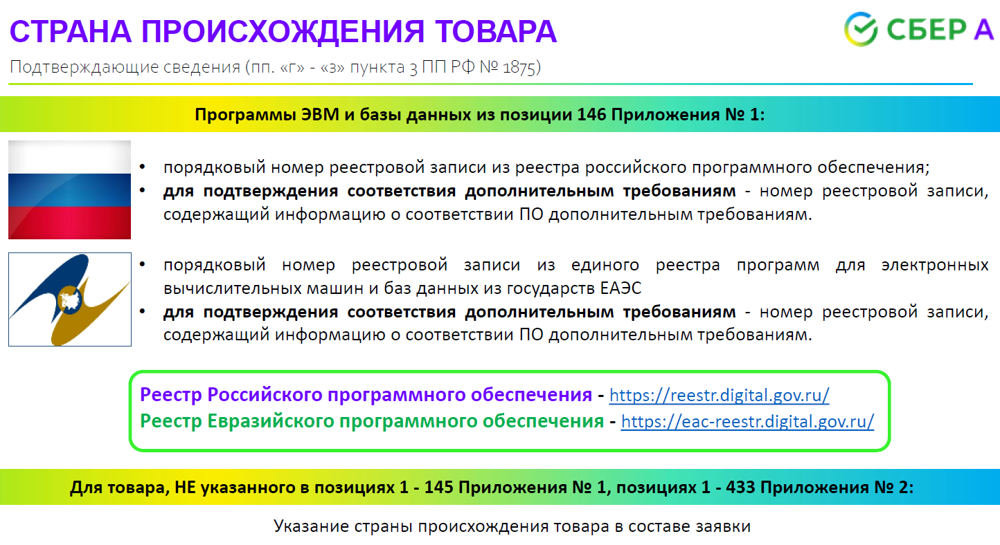 СТРАНА ПРОИСХОЖДЕНИЯ ТОВАРА
СБЕР А
Подтверждающие сведения (пп. «г» - «з» пункта 3 ПП РФ № 1875)
Программы ЭВМ и базы данных из позиции 146 Приложения № 1:
• порядковый номер реестровой записи из реестра российского программного обеспечения;
• для подтверждения соответствия дополнительным требованиям - номер реестровой записи,
содержащий информацию о соответствии ПО дополнительным требованиям.
• порядковый номер реестровой записи из единого реестра программ для электронных
вычислительных машин и баз данных из государств ЕАЭС
• для подтверждения соответствия дополнительным требованиям - номер реестровой записи,
содержащий информацию о соответствии ПО дополнительным требованиям.
Реестр Российского программного обеспечения - https://reestr.digital.gov.ru/
Реестр Евразийского программного обеспечения - https://eac-reestr.digital.gov.ru/
Для товара, НЕ указанного в позициях 1 - 145 Приложения № 1, позициях 1 - 433 Приложения № 2:
Указание страны происхождения товара в составе заявки